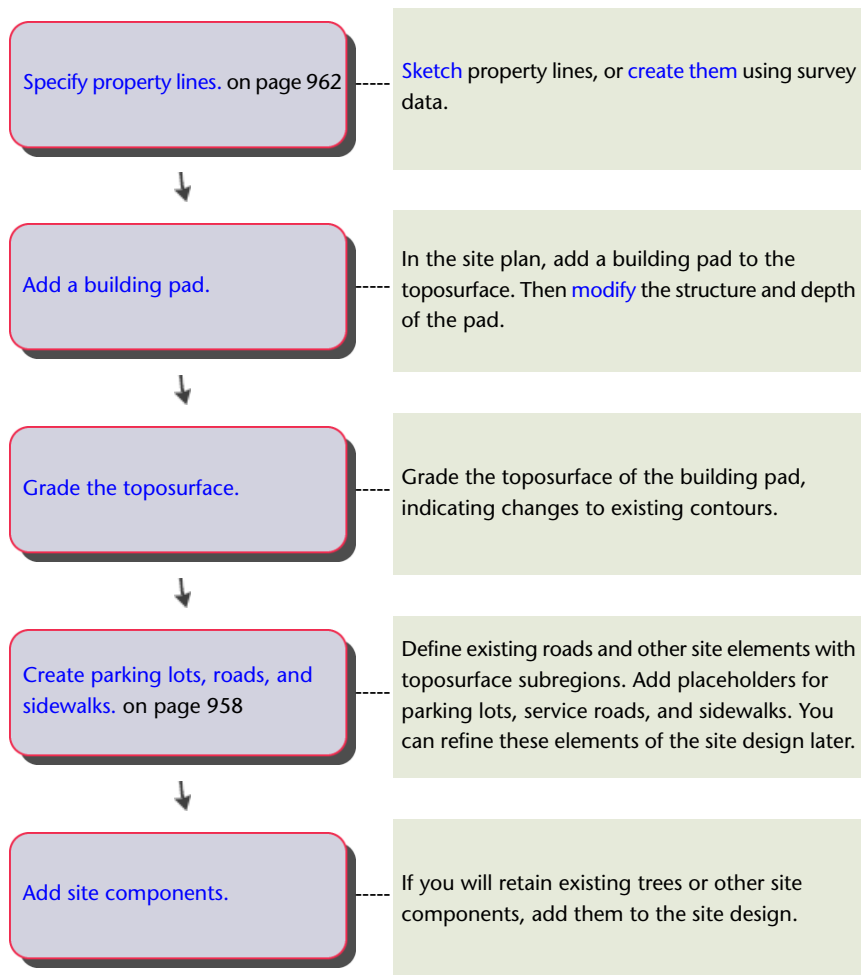 Specify property lines. on page 962
Sketch property lines, or create them using survey
data.
Add a building pad.
In the site plan, add a building pad to the
toposurface. Then modify the structure and depth
of the pad.
Grade the toposurface.
Grade the toposurface of the building pad,
indicating changes to existing contours.
Create parking lots, roads, and
sidewalks. on page 958
Define existing roads and other site elements with
toposurface subregions. Add placeholders for
parking lots, service roads, and sidewalks. You
can refine these elements of the site design later.
Add site components.
If you will retain existing trees or other site
components, add them to the site design.